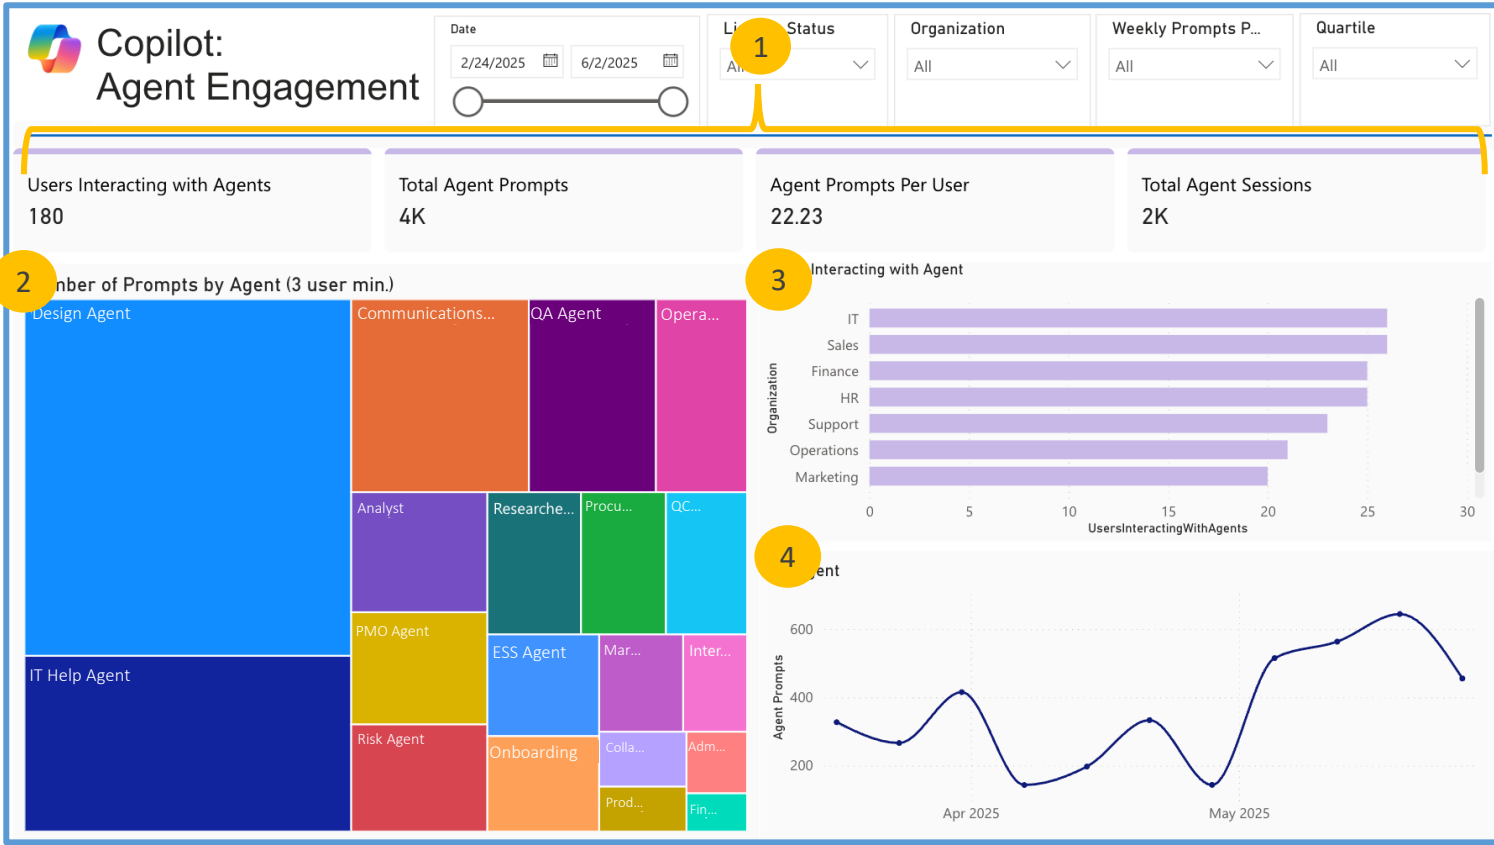 Copilot:
Agent Engagement
Date
2/24/2025
6/2/2025
Li
Status
All
Organization
All
Weekly Prompts P...
All
Quartile
All
1
Users Interacting with Agents
180
Total Agent Prompts
4K
Agent Prompts Per User
22.23
Total Agent Sessions
2K
2
mber of Prompts by Agent (3 user min.)
Design Agent
Communications...
QA Agent
Opera...
Analyst
Researche...
Procu...
QC...
PMO Agent
ESS Agent
Mar...
Inter...
IT Help Agent
Risk Agent
Onboarding
Colla...
Adm...
Prod...
Fin...
3
Interacting with Agent
Organization
IT
Sales
Finance
HR
Support
Operations
Marketing
0
5
10
15
20
25
30
UsersInteractingWithAgents
4
ent
Agent Prompts
600
400
200
Apr 2025
May 2025